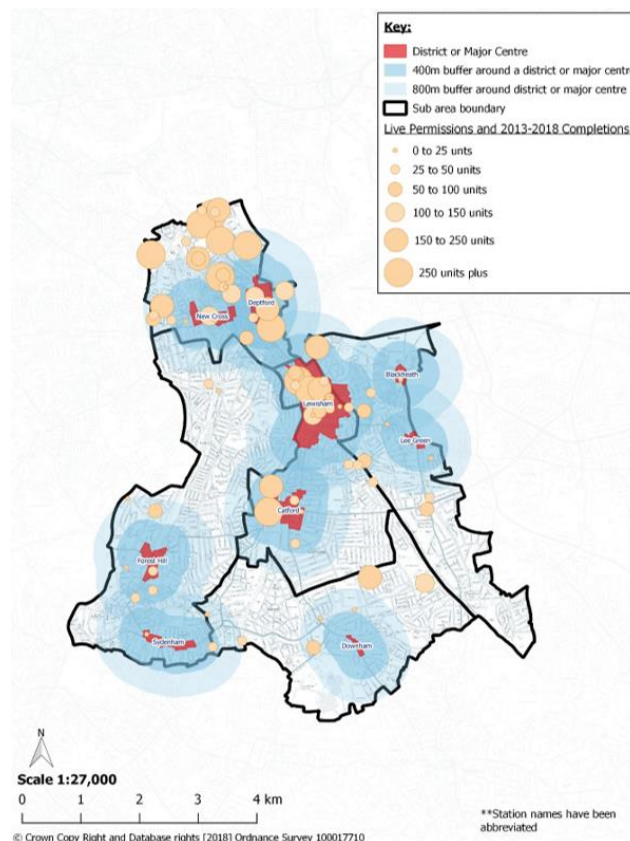 Key:
District or Major Centre
400m buffer around a district or major centre
800m buffer around district or major centre
Sub area boundary
Live Permissions and 2013-2018 Completions
0 to 25 unts
25 to 50 units
50 to 100 units
100 to 150 units
150 to 250 units
250 units plus
Deptford
New Cross
Blackheath
Lewisham
Lee Green
Catford
Forest Hill
Sydenham
Downham
N
Scale 1:27,000
0 1 2 3 4 km
**Station names have been
abbreviated
© Crown Copy Right and Database rights [2018] Ordnance Survey 100017710